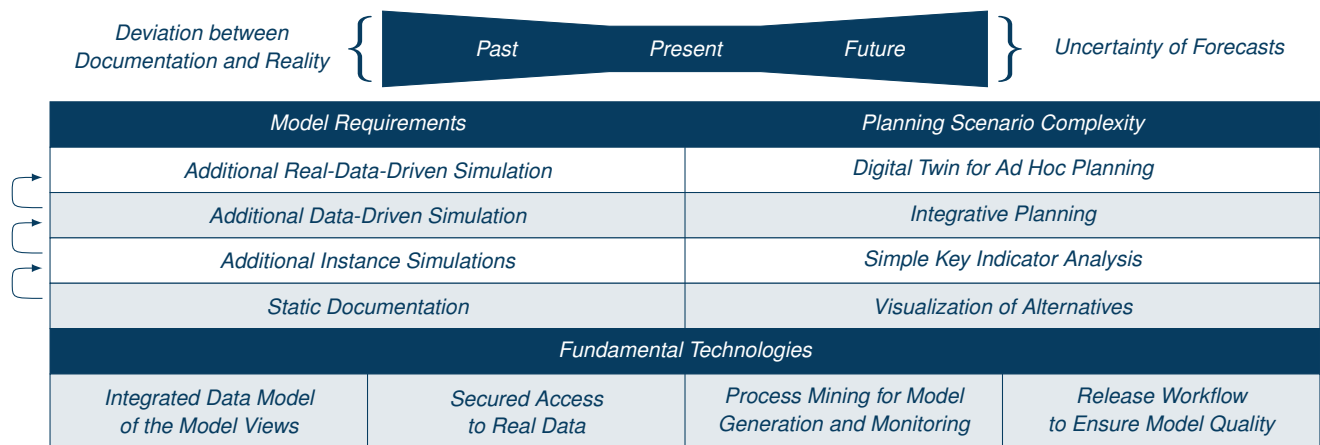 Deviation between
Documentation and Reality
{
Past
Present
Future
}
Uncertainty of Forecasts
Model Requirements
Planning Scenario Complexity
Additional Real-Data-Driven Simulation
Digital Twin for Ad Hoc Planning
Additional Data-Driven Simulation
Integrative Planning
Additional Instance Simulations
Simple Key Indicator Analysis
Static Documentation
Visualization of Alternatives
Fundamental Technologies
Integrated Data Model
of the Model Views
Secured Access
to Real Data
Process Mining for Model
Generation and Monitoring
Release Workflow
to Ensure Model Quality